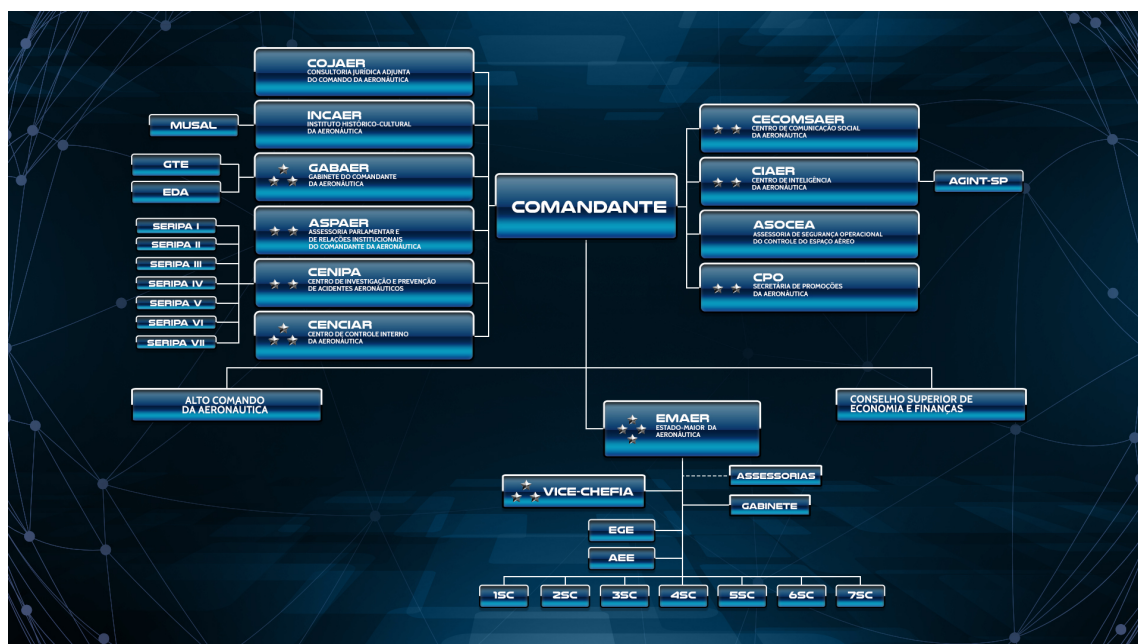 COJAER
CONSULTORIA JURÍDICA ADJUNTA
DO COMANDO DA AERONÁUTICA
MUSAL
INCAER
INSTITUTO HISTÓRICO-CULTURAL
DA AERONÁUTICA
GTE
EDA
GABAER
GABINETE DO COMANDANTE
DA AERONÁUTICA
SERIPA I
SERIPA II
SERIPA III
SERIPA IV
SERIPA V
SERIPA VI
SERIPA VII
ASPAER
ASSESSORIA PARLAMENTAR E
DE RELAÇÕES INSTITUCIONAIS
DO COMANDANTE DA AERONÁUTICA
CENIPA
CENTRO DE INVESTIGAÇÃO E PREVENÇÃO
DE ACIDENTES AERONÁUTICOS
CENCIAR
CENTRO DE CONTROLE INTERNO
DA AERONÁUTICA
COMANDANTE
CECOMSAER
CENTRO DE COMUNICAÇÃO SOCIAL
DA AERONÁUTICA
CIAER
CENTRO DE INTELIGÊNCIA
DA AERONÁUTICA
AGINT-SP
ASOCEA
ASSESSORIA DE SEGURANÇA OPERACIONAL
DO CONTROLE DO ESPAÇO AÉREO
CPO
SECRETÁRIA DE PROMOÇÕES
DA AERONÁUTICA
ALTO COMANDO
DA AERONÁUTICA
CONSELHO SUPERIOR DE
ECONOMIA E FINANÇAS
EMAER
ESTADO-MAIOR DA
AERONÁUTICA
ASSESSORIAS
VICE-CHEFIA
GABINETE
EGE
AEE
1SC
2SC
3SC
4SC
5SC
6SC
7SC